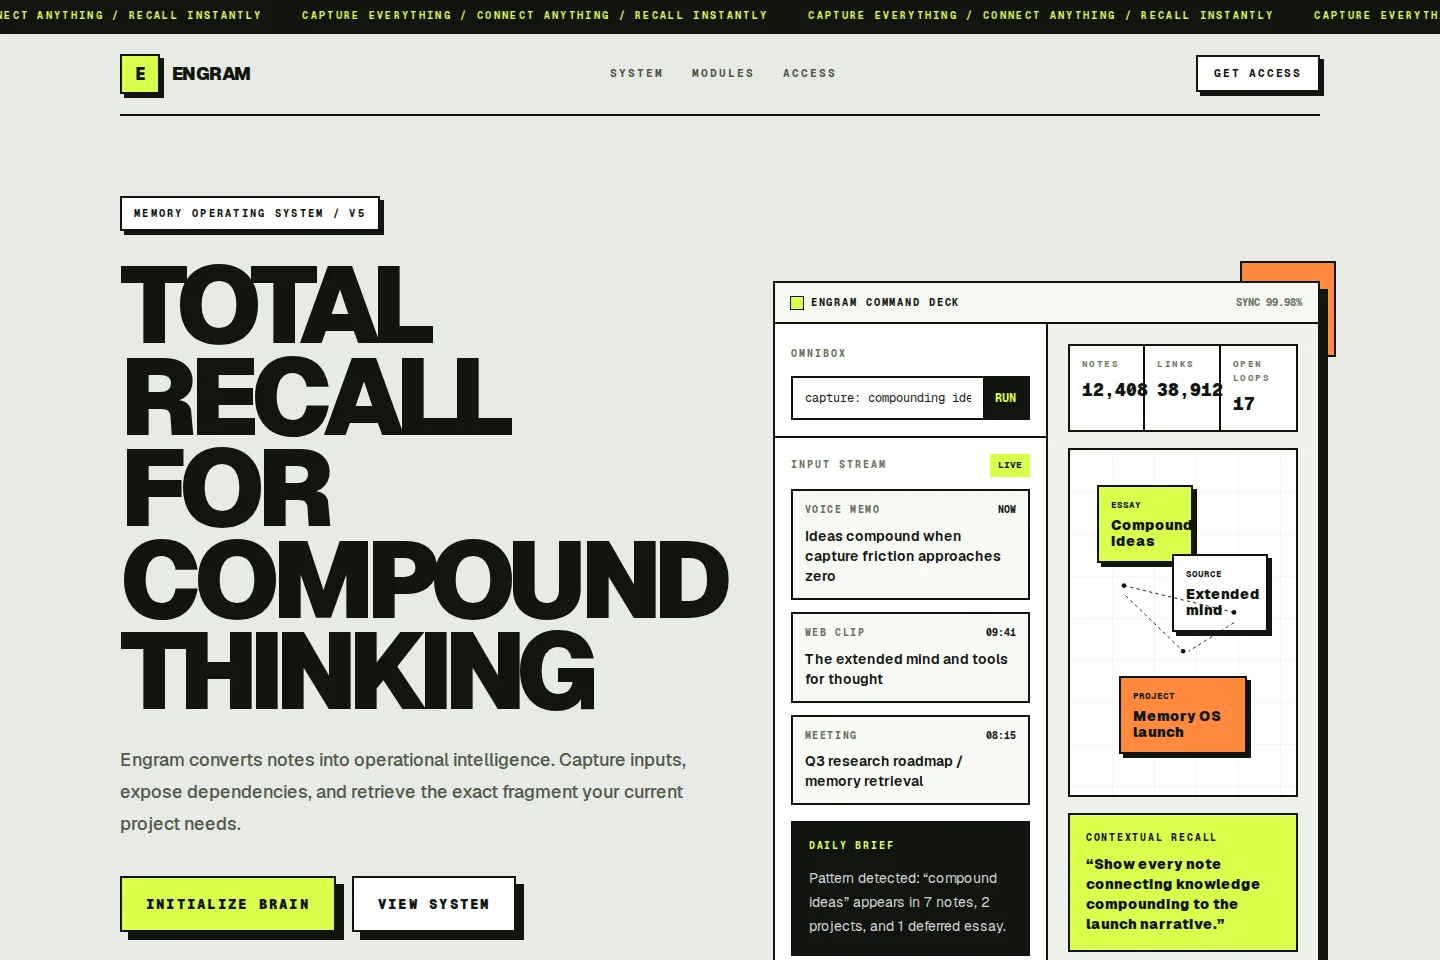 NECT ANYTHING / RECALL INSTANTLY CAPTURE EVERYTHING / CONNECT ANYTHING / RECALL INSTANTLY CAPTURE EVERYTHING / CONNECT ANYTHING / RECALL INSTANTLY CAPTURE EVERYTH
E ENGRAM
SYSTEM MODULES ACCESS
GET ACCESS
MEMORY OPERATING SYSTEM / V5
TOTAL
RECALL
FOR
COMPOUND
THINKING
Engram converts notes into operational intelligence. Capture inputs,
expose dependencies, and retrieve the exact fragment your current
project needs.
INITIALIZE BRAIN
VIEW SYSTEM
ENGRAM COMMAND DECK
SYNC 99.98%
OMNIBOX
capture: compounding ide
RUN
INPUT STREAM
LIVE
VOICE MEMO NOW
Ideas compound when
capture friction approaches
zero
WEB CLIP 09:41
The extended mind and tools
for thought
MEETING 08:15
Q3 research roadmap /
memory retrieval
DAILY BRIEF
Pattern detected: “compound
ideas” appears in 7 notes, 2
projects, and 1 deferred essay.
NOTES
12,408
LINKS
38,912
OPEN
LOOPS
17
ESSAY
Compound
ideas
SOURCE
Extended
mind
PROJECT
Memory OS
launch
CONTEXTUAL RECALL
“Show every note
connecting knowledge
compounding to the
launch narrative.”